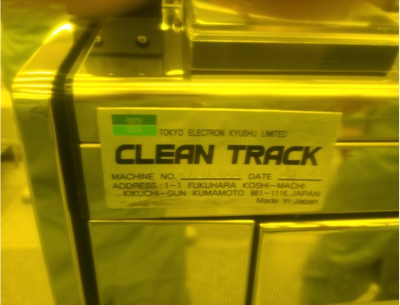 TOKYO ELECTRON KYUSHU LIMITED
CLEAN TRACK
MACHINE NO. DATE
ADDRESS : 1-1 FUKUHARA KOSHI-MACHI
KIKUCHI-GUN KUMAMOTO 861-1116 JAPAN
Made in Japan